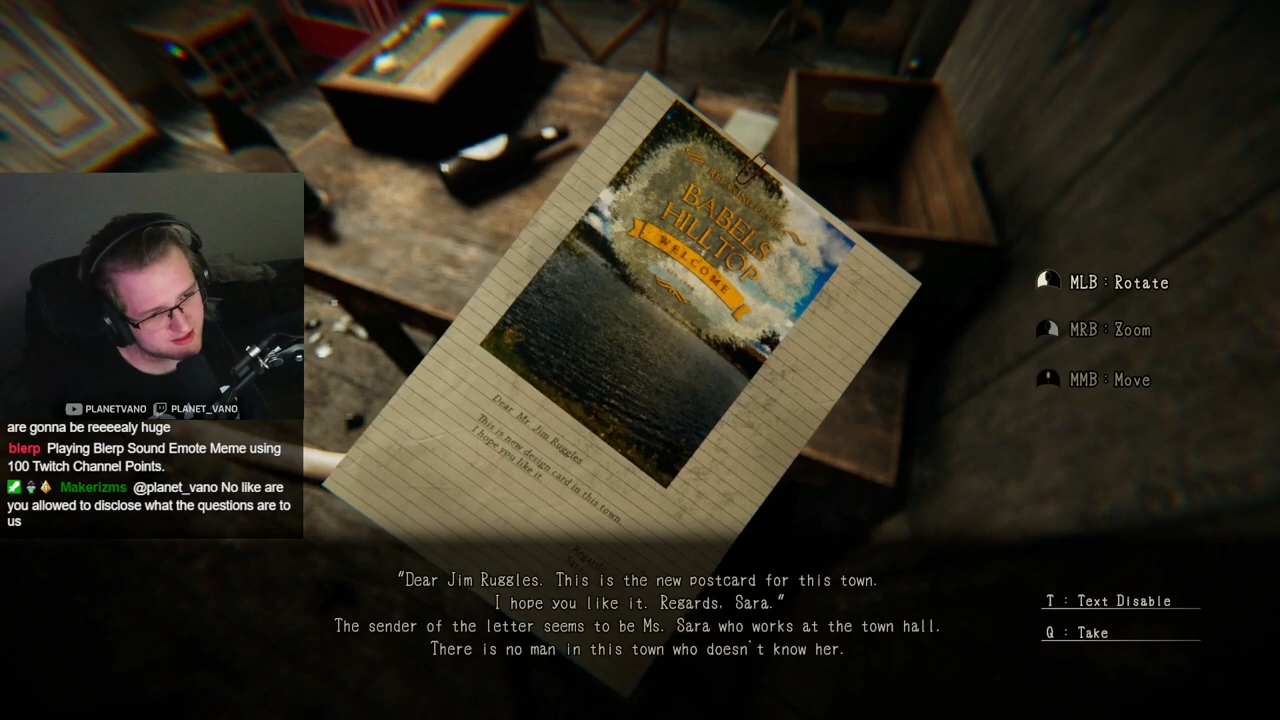 BABELS
HILLTOP
WELCOME
Dear Mr. Jim Ruggles
This is new design card in this town.
I hope you like it.
Regards,
MLB : Rotate
MRB : Zoom
MMB : Move
PLANETVANO PLANET_VANO
are gonna be reeeealy huge
blerp Playing Blerp Sound Emote Meme using
100 Twitch Channel Points.
Makerizms @planet_vano No like are
you allowed to disclose what the questions are to
us
"Dear Jim Ruggles. This is the new postcard for this town.
I hope you like it. Regards, Sara."
The sender of the letter seems to be Ms. Sara who works at the town hall.
There is no man in this town who doesn't know her.
T : Text Disable
Q : Take